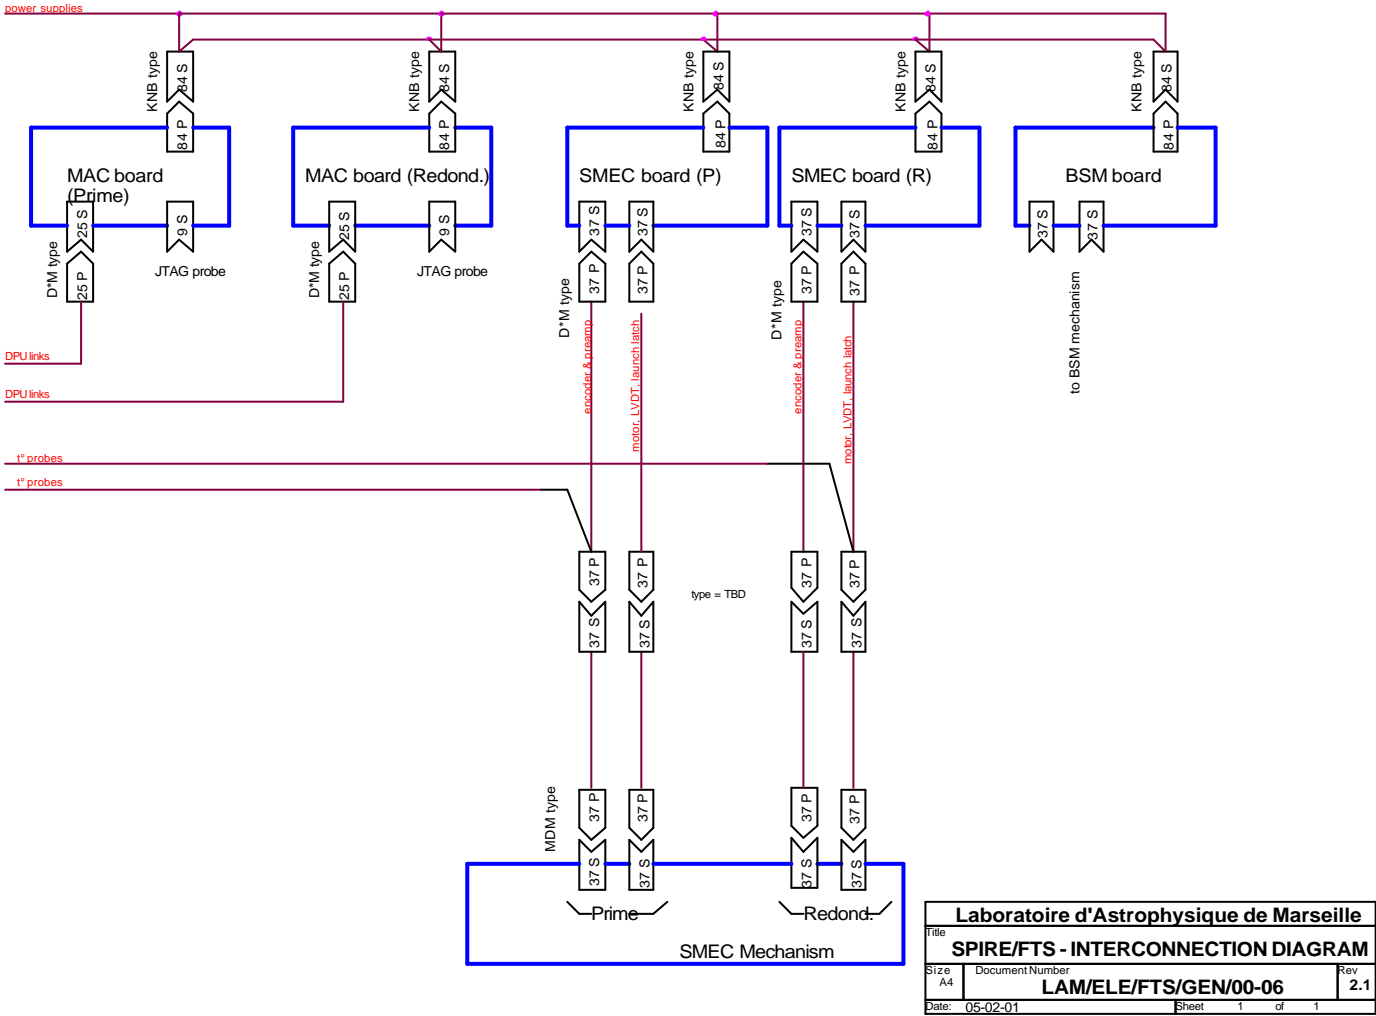 power supplies
KNB type
84 S
84 P
KNB type
84 S
84 P
84 S
84 P
KNB type
84 S
84 P
KNB type
84 S
84 P
MAC board
(Prime)
MAC board (Redond.)
SMEC board (P)
SMEC board (R)
BSM board
25 S
9 S
25 S
9 S
37 S
37 S
37 S
37 S
37 S
37 S
D*M type
25 P
JTAG probe
D*M type
25 P
JTAG probe
D*M type
37 P
37 P
D*M type
37 P
37 P
to BSM mechanism
DPU links
DPU links
encoder & preamp
motor, LVDT, launch latch
encoder & preamp
motor, LVDT, launch latch
t° probes
t° probes
37 P
37 P
37 P
37 P
type = TBD
37 S
37 S
37 S
37 S
MDM type
37 P
37 P
37 P
37 P
37 S
37 S
37 S
37 S
Prime
Redond.
SMEC Mechanism
Laboratoire d'Astrophysique de Marseille
Title
SPIRE/FTS - INTERCONNECTION DIAGRAM
Size
A4
Document Number
LAM/ELE/FTS/GEN/00-06
Rev
2.1
Date: 05-02-01
Sheet 1 of 1